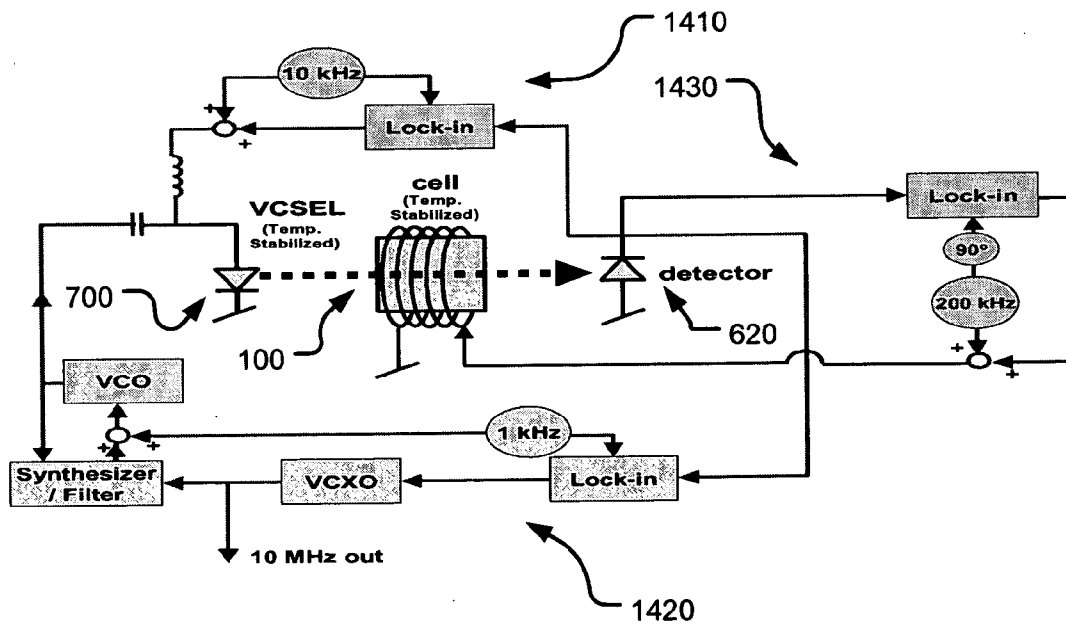 1410
10 kHz
1430
+
Lock-in
+
cell
(Temp.
Stabilized)
VCSEL
(Temp.
Stabilized)
Lock-in
90°
detector
700
200 kHz
100
620
+
+
VCO
+
+
1 kHz
Synthesizer
/ Filter
VCXO
Lock-in
10 MHz out
1420